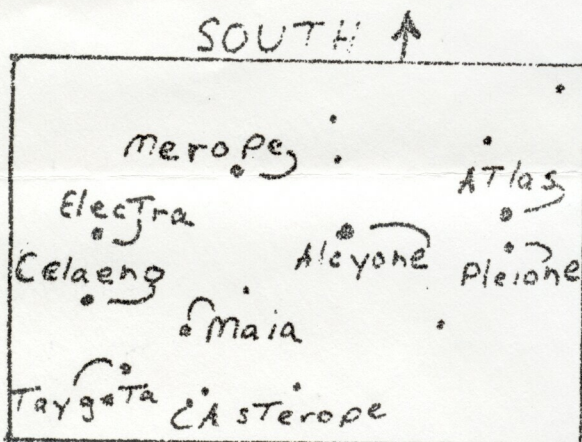 SOUTH ↑
Merope
Atlas
Electra
Alcyone
Pleione
Celaeno
Maia
Taygeta
Asterope